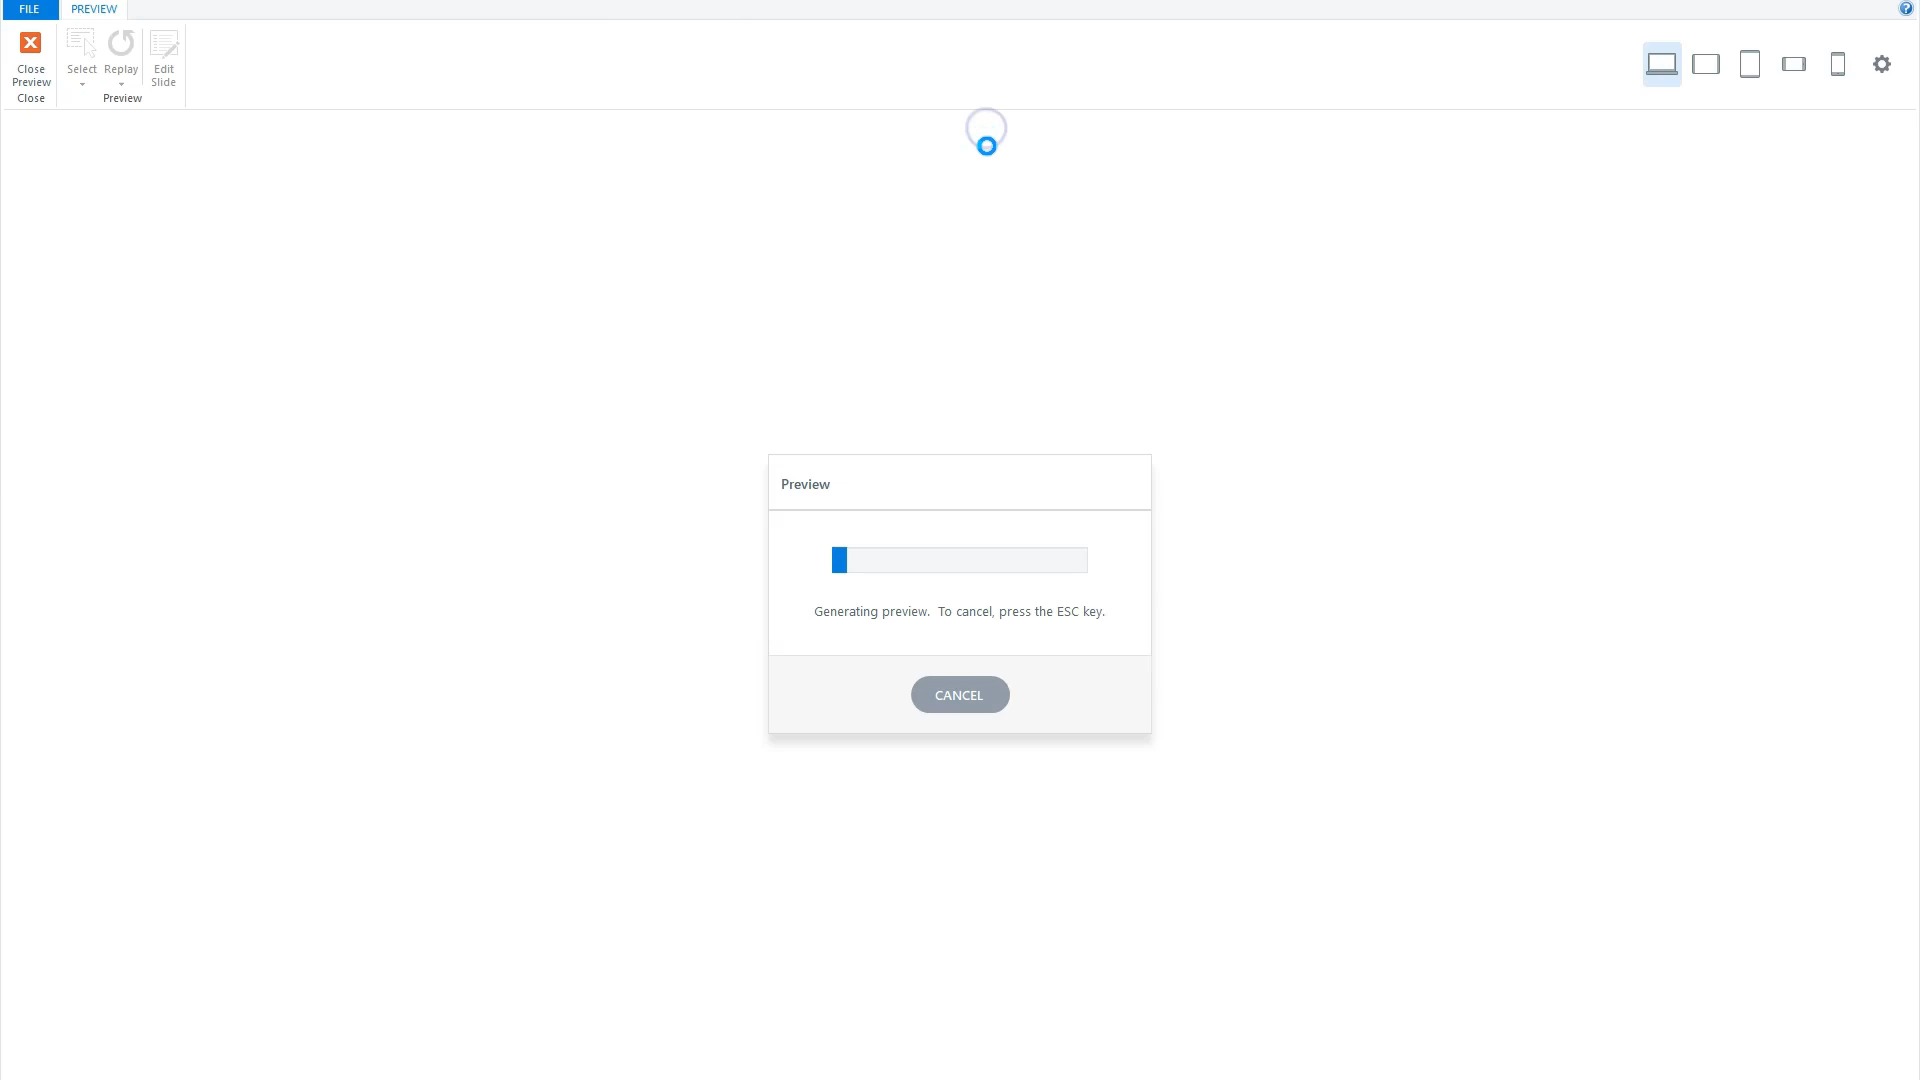 FILE
PREVIEW
Close
Preview
Close
Select
Replay
Edit
Slide
Preview
Preview
Generating preview.  To cancel, press the ESC key.
CANCEL